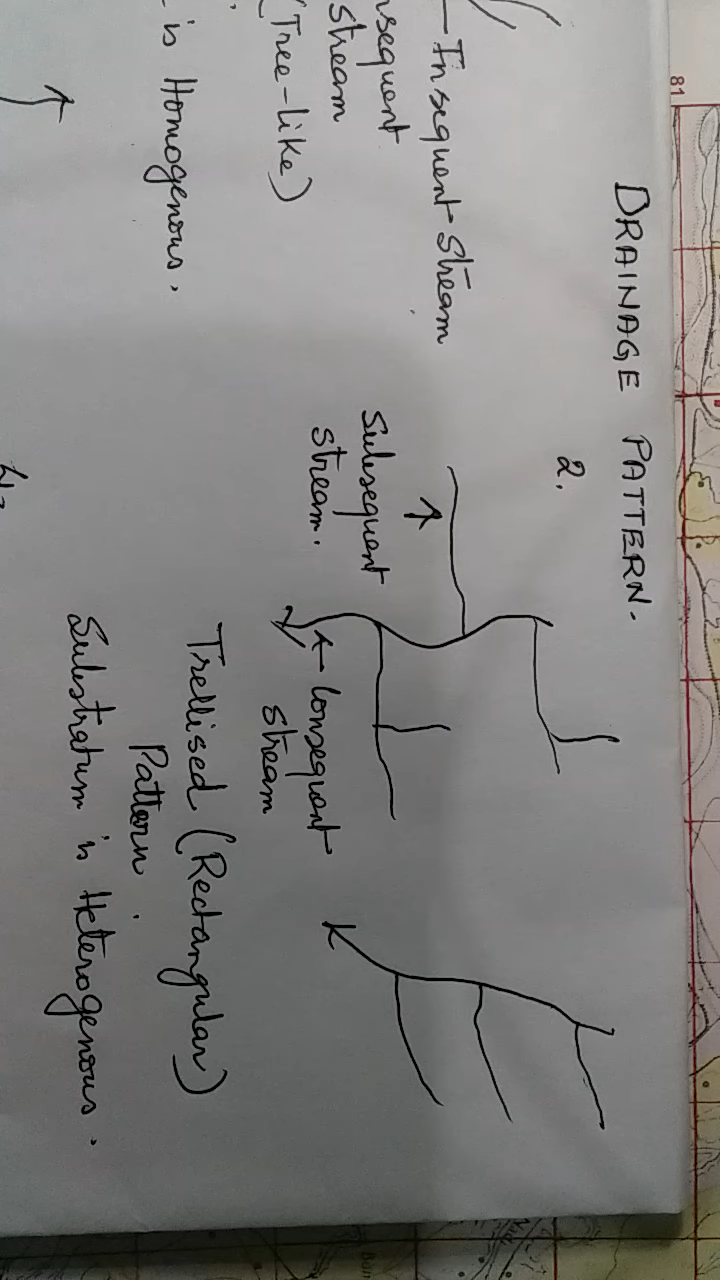 DRAINAGE PATTERN.
Insequent Stream
nsequent
stream
(Tree-like)
is Homogenous.
2.
Subsequent
stream.
Consequent
stream
Trellised (Rectangular)
Pattern.
Substratum is Heterogenous.
81